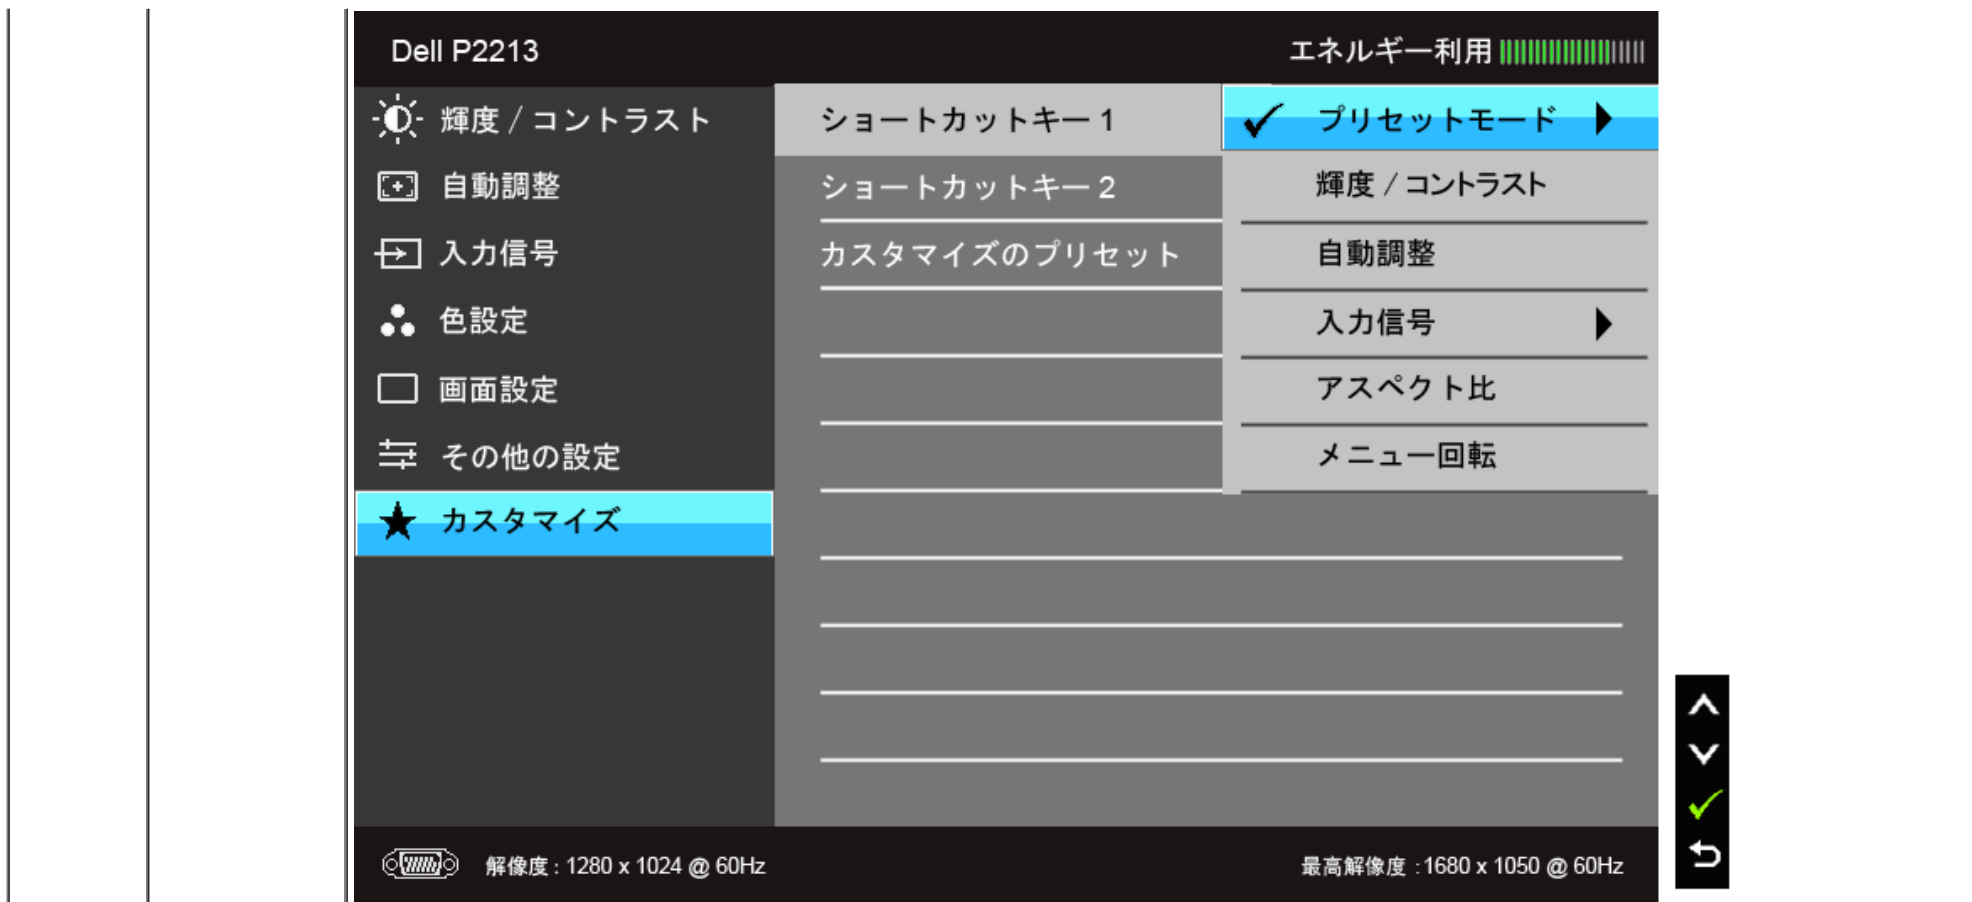 Dell P2213
エネルギー利用
輝度 / コントラスト
自動調整
入力信号
色設定
画面設定
その他の設定
カスタマイズ
ショートカットキー 1
ショートカットキー 2
カスタマイズのプリセット
プリセットモード
輝度 / コントラスト
自動調整
入力信号
アスペクト比
メニュー回転
解像度 : 1280 x 1024 @ 60Hz
最高解像度 :1680 x 1050 @ 60Hz